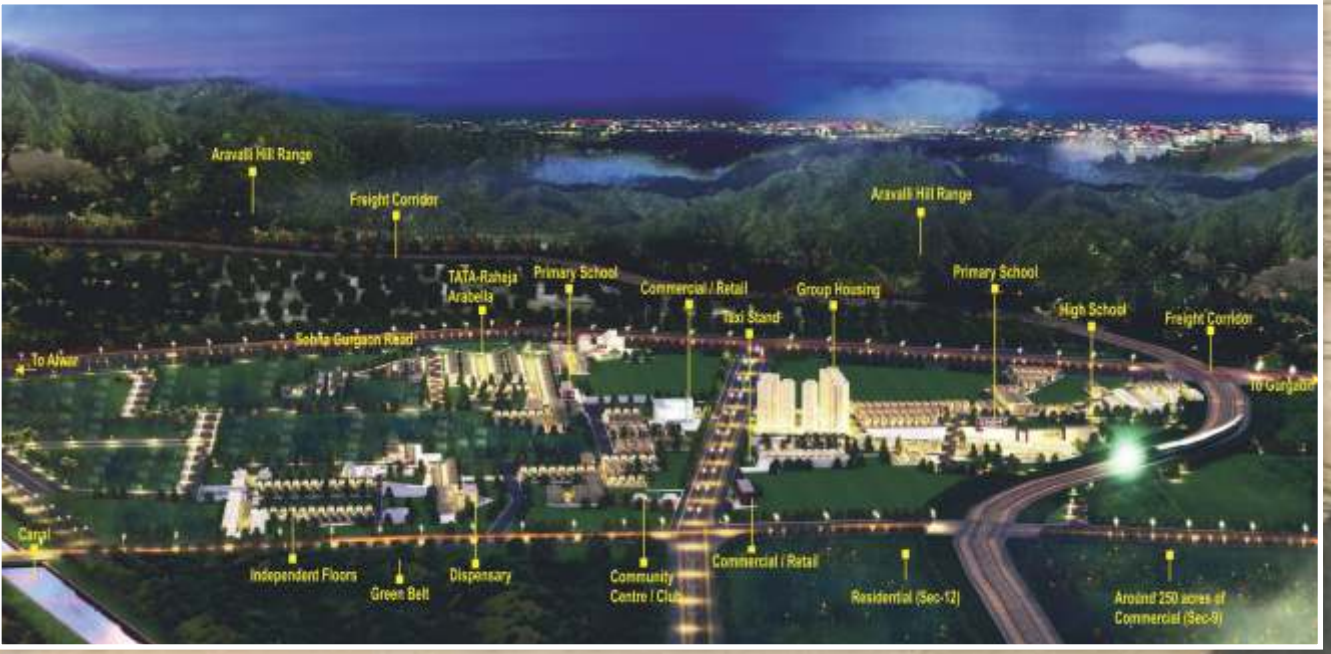 Aravalli Hill Range
Freight Corridor
Aravalli Hill Range
TATA-Raheja
Arabella
Primary School
Commercial / Retail
Group Housing
Primary School
High School
Taxi Stand
Freight Corridor
Sohna Gurgaon Road
To Alwar
To Gurgaon
Canal
Independent Floors
Green Belt
Dispensary
Community
Centre / Club
Commercial / Retail
Residential (Sec-12)
Around 250 acres of
Commercial (Sec-9)